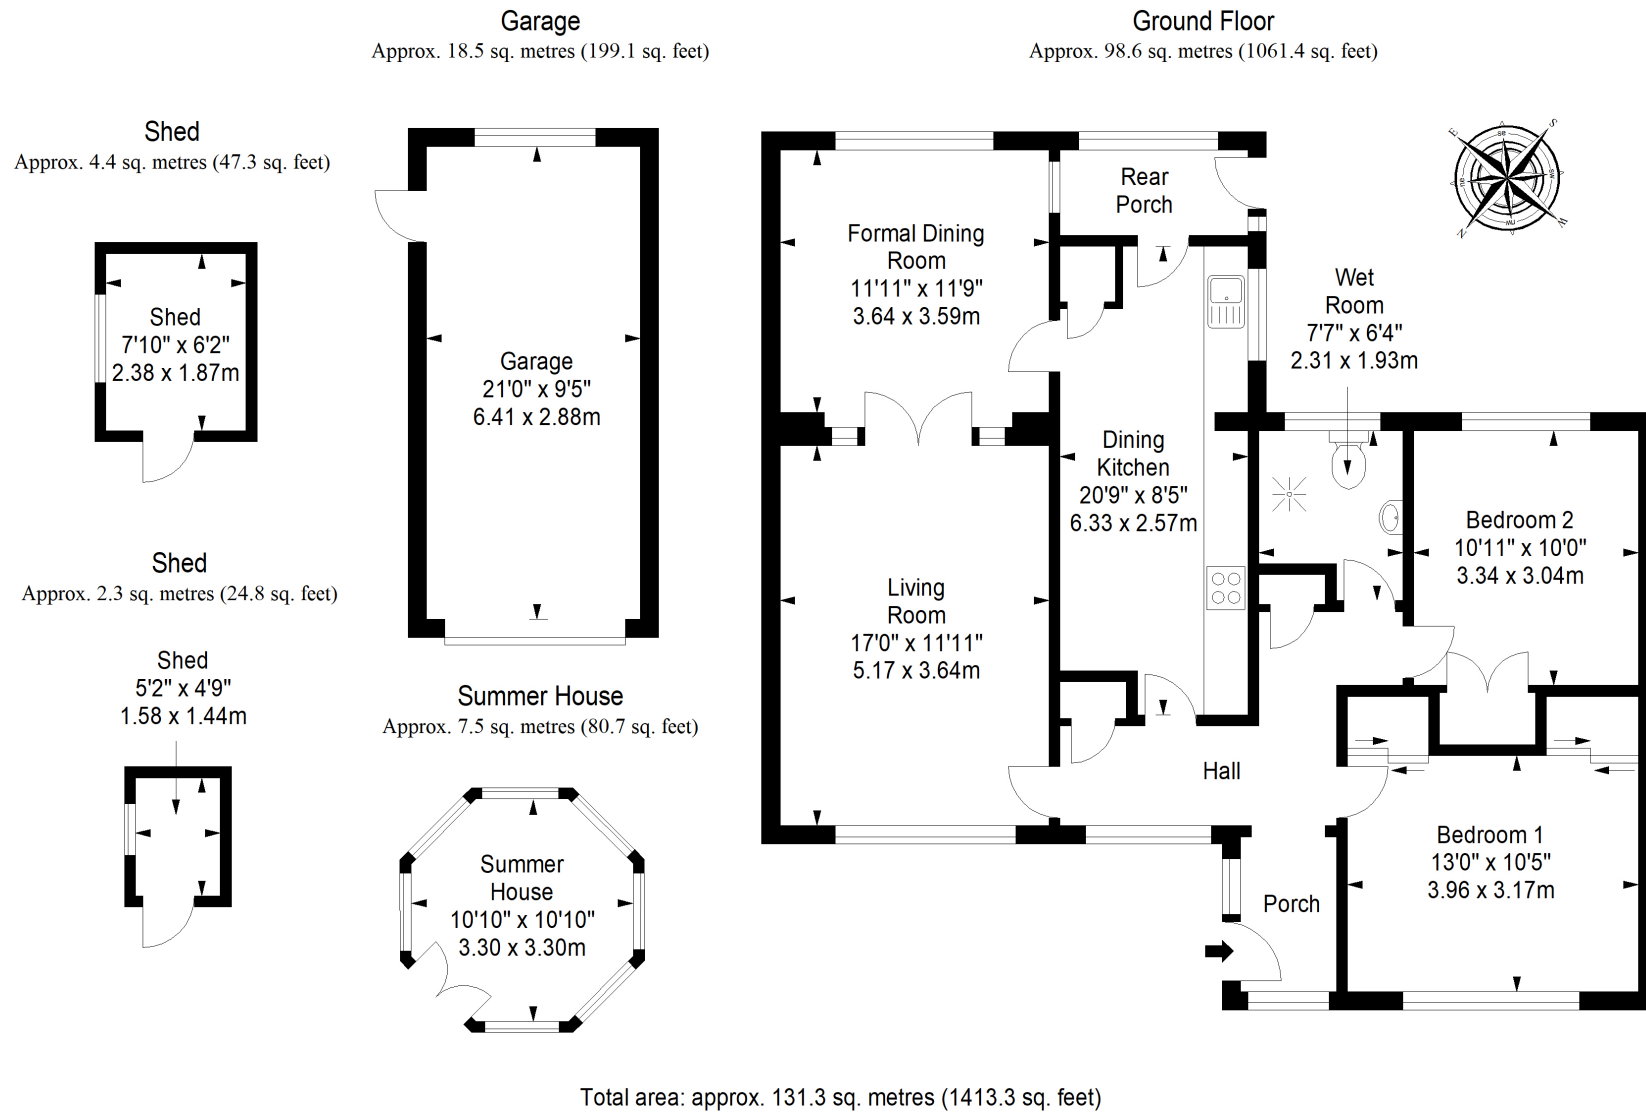 Garage
Approx. 18.5 sq. metres (199.1 sq. feet)
Ground Floor
Approx. 98.6 sq. metres (1061.4 sq. feet)
Shed
Approx. 4.4 sq. metres (47.3 sq. feet)
Shed
7'10" x 6'2"
2.38 x 1.87m
Garage
21'0" x 9'5"
6.41 x 2.88m
Shed
Approx. 2.3 sq. metres (24.8 sq. feet)
Shed
5'2" x 4'9"
1.58 x 1.44m
Summer House
Approx. 7.5 sq. metres (80.7 sq. feet)
Summer
House
10'10" x 10'10"
3.30 x 3.30m
Formal Dining
Room
11'11" x 11'9"
3.64 x 3.59m
Rear
Porch
E
S
N
W
se
sw
ne
nw
Wet
Room
7'7" x 6'4"
2.31 x 1.93m
Dining
Kitchen
20'9" x 8'5"
6.33 x 2.57m
Bedroom 2
10'11" x 10'0"
3.34 x 3.04m
Living
Room
17'0" x 11'11"
5.17 x 3.64m
Hall
Bedroom 1
13'0" x 10'5"
3.96 x 3.17m
Porch
Total area: approx. 131.3 sq. metres (1413.3 sq. feet)